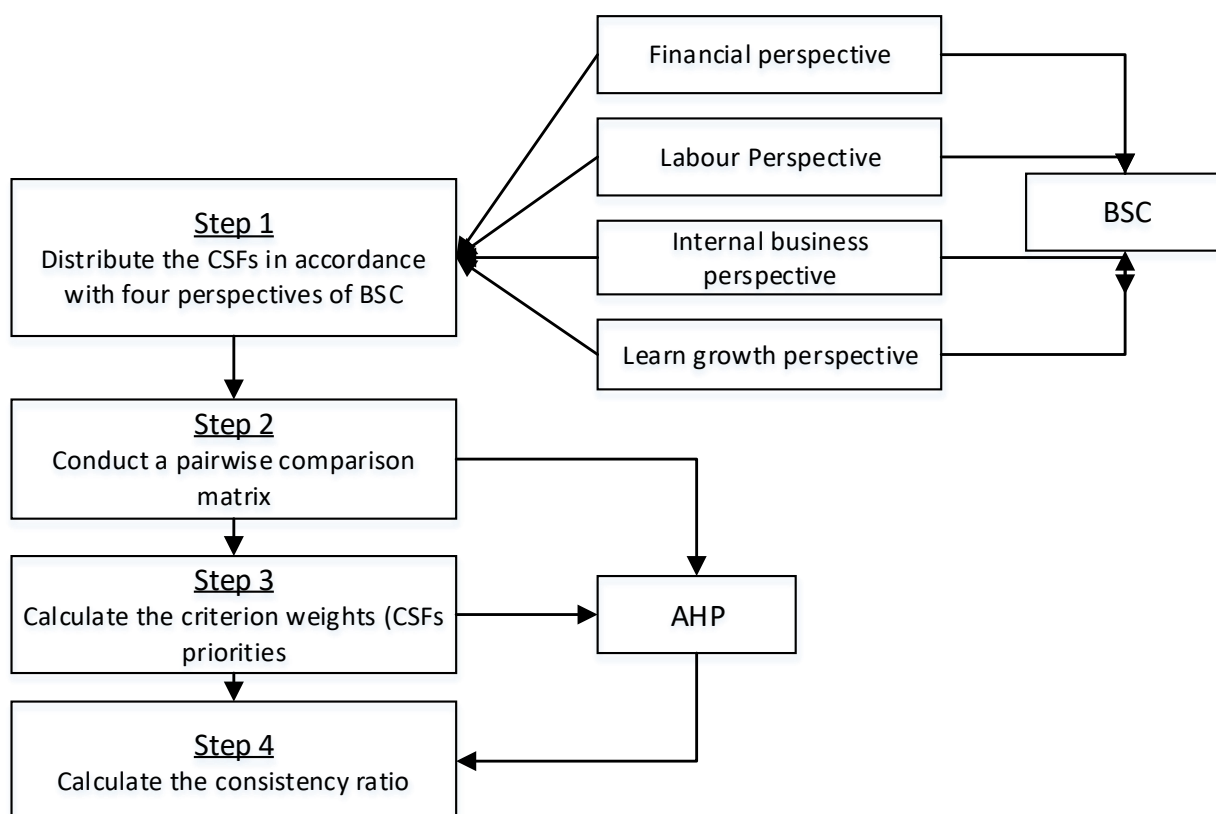 Financial perspective
Labour Perspective
BSC
Step 1
Distribute the CSFs in accordance
with four perspectives of BSC
Internal business
perspective
Learn growth perspective
Step 2
Conduct a pairwise comparison
matrix
Step 3
Calculate the criterion weights (CSFs
priorities
AHP
Step 4
Calculate the consistency ratio